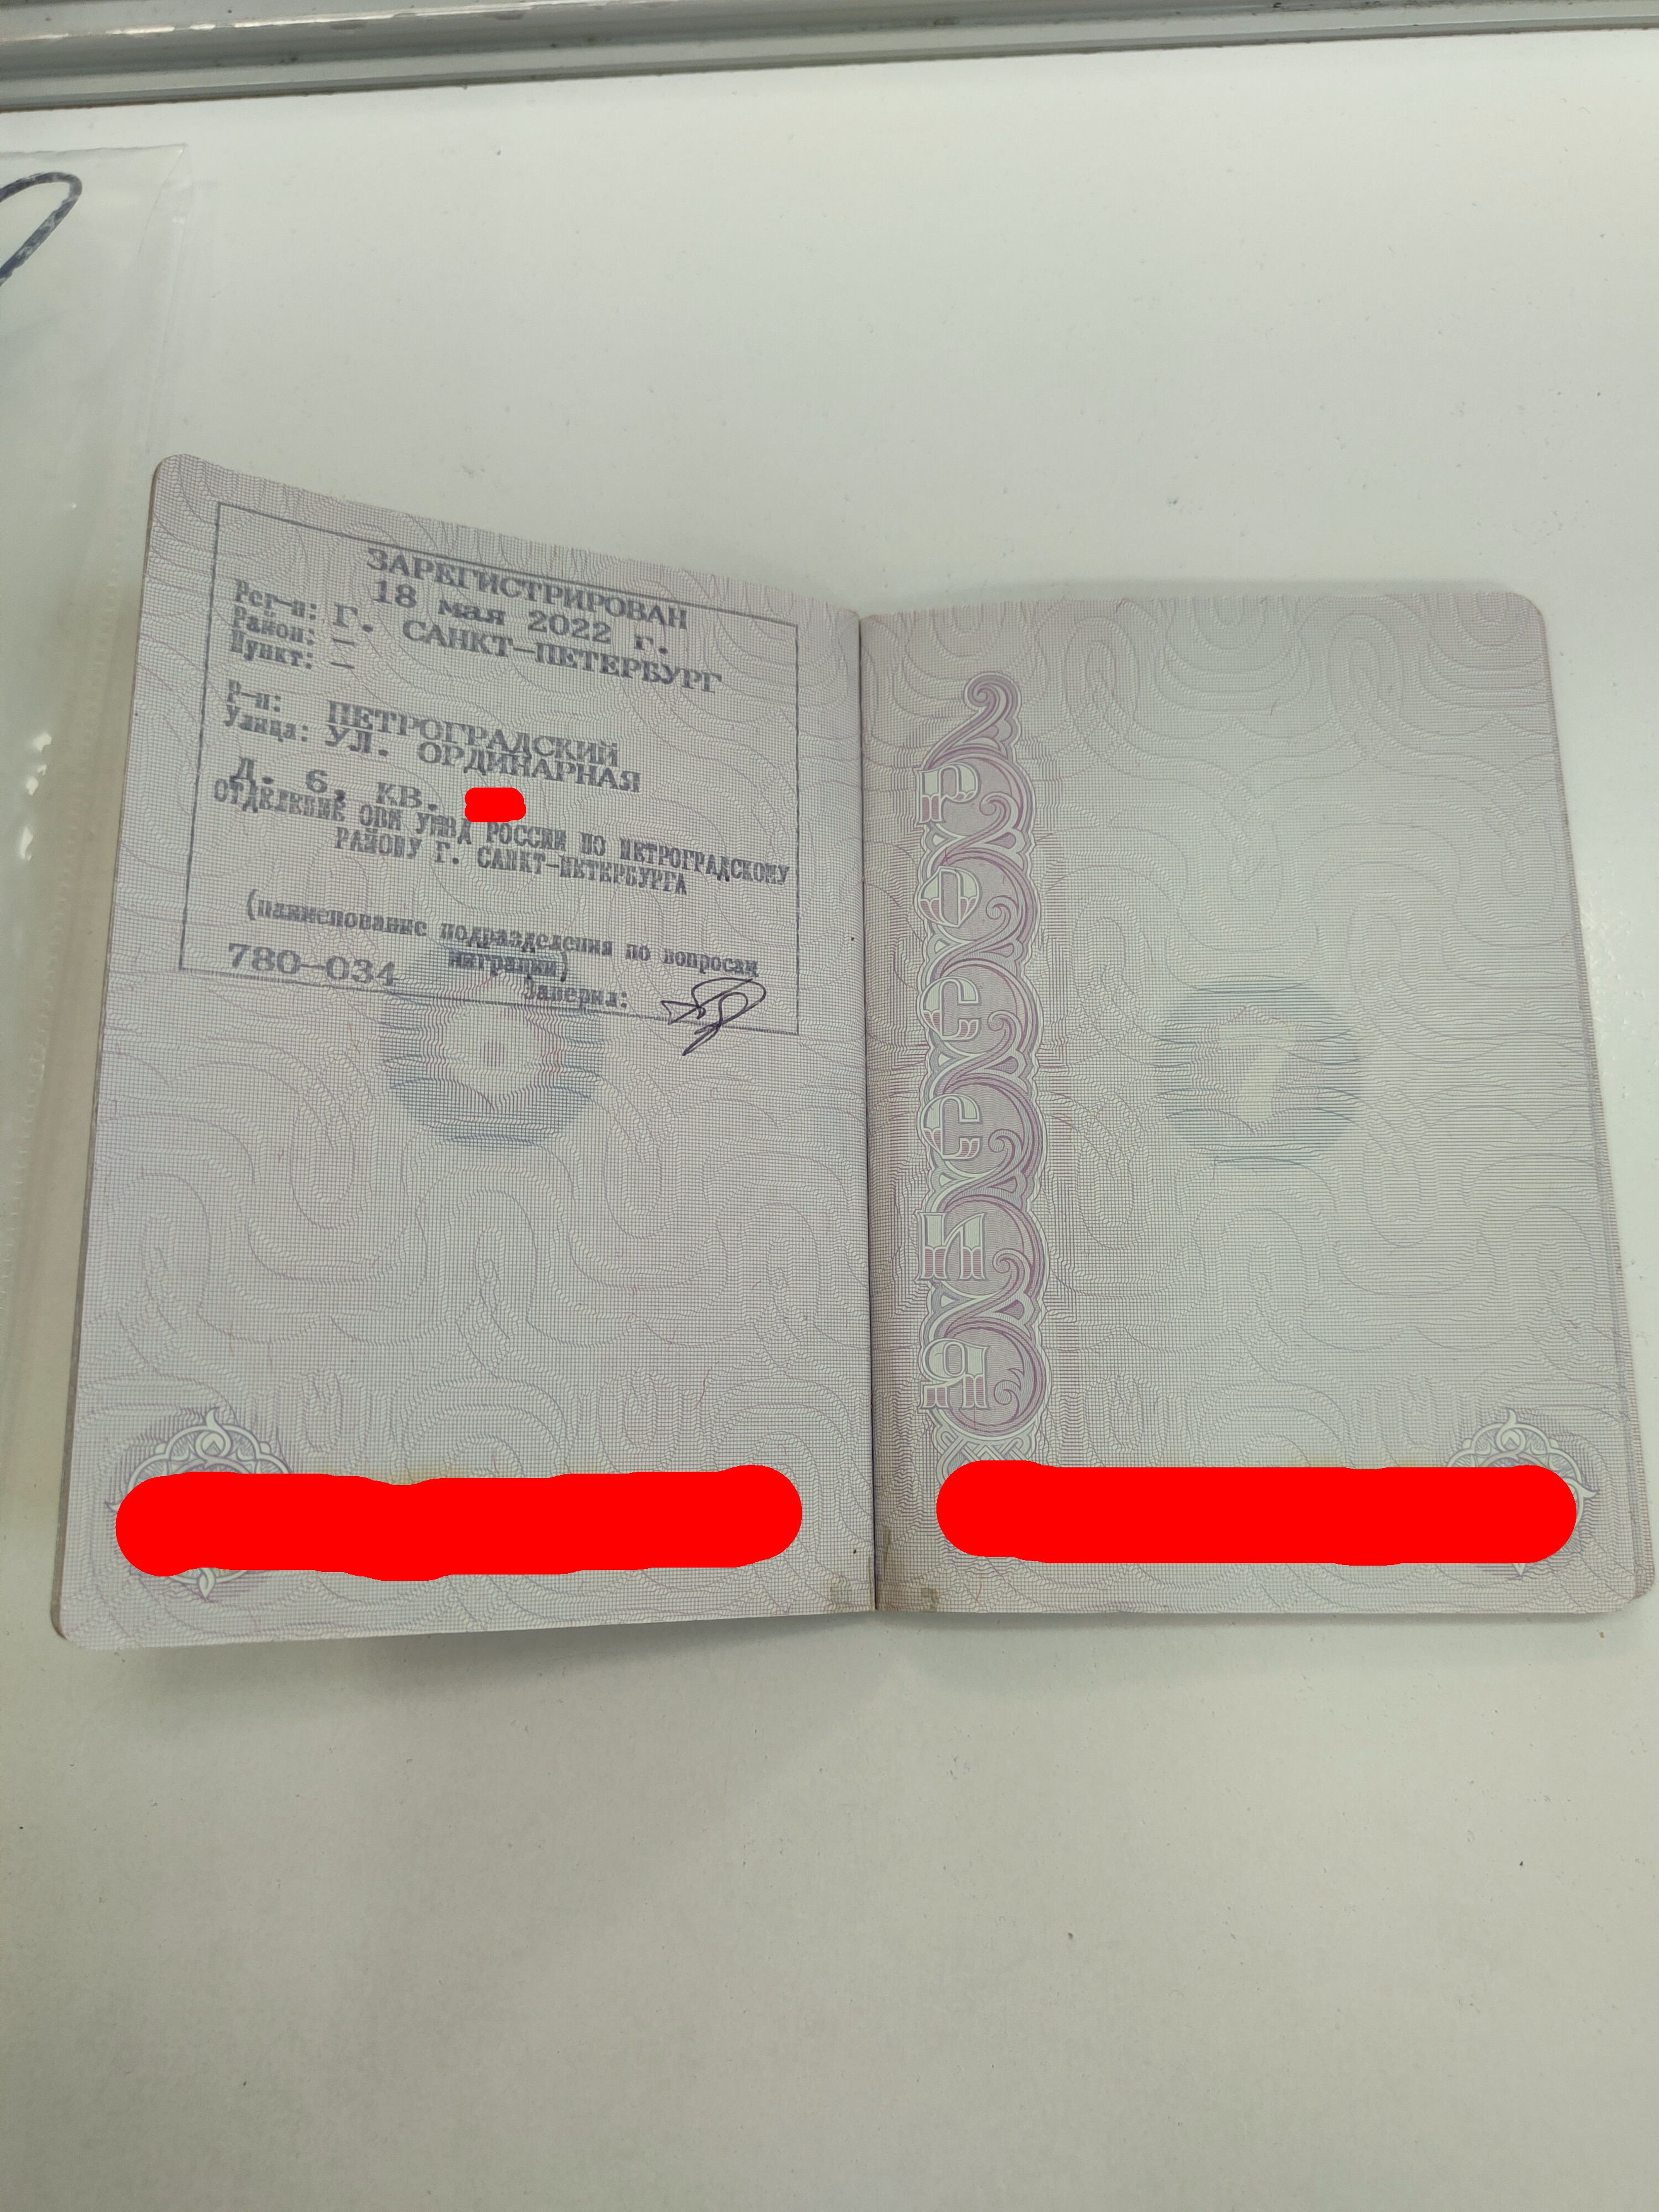 ЗАРЕГИСТРИРОВАН
18 мая 2022 г.
Рег-н: Г. САНКТ-ПЕТЕРБУРГ
Район: —
Пункт: —
Р-н: ПЕТРОГРАДСКИЙ
Улица: УЛ. ОРДИНАРНАЯ
Д. 6, КВ.
ОТДЕЛЕНИЕ ОВМ УМВД РОССИИ ПО ПЕТРОГРАДСКОМУ
РАЙОНУ Г. САНКТ-ПЕТЕРБУРГА
(наименование подразделения по вопросам
миграции)
780-034
Заверил:
РОССИЯ
7